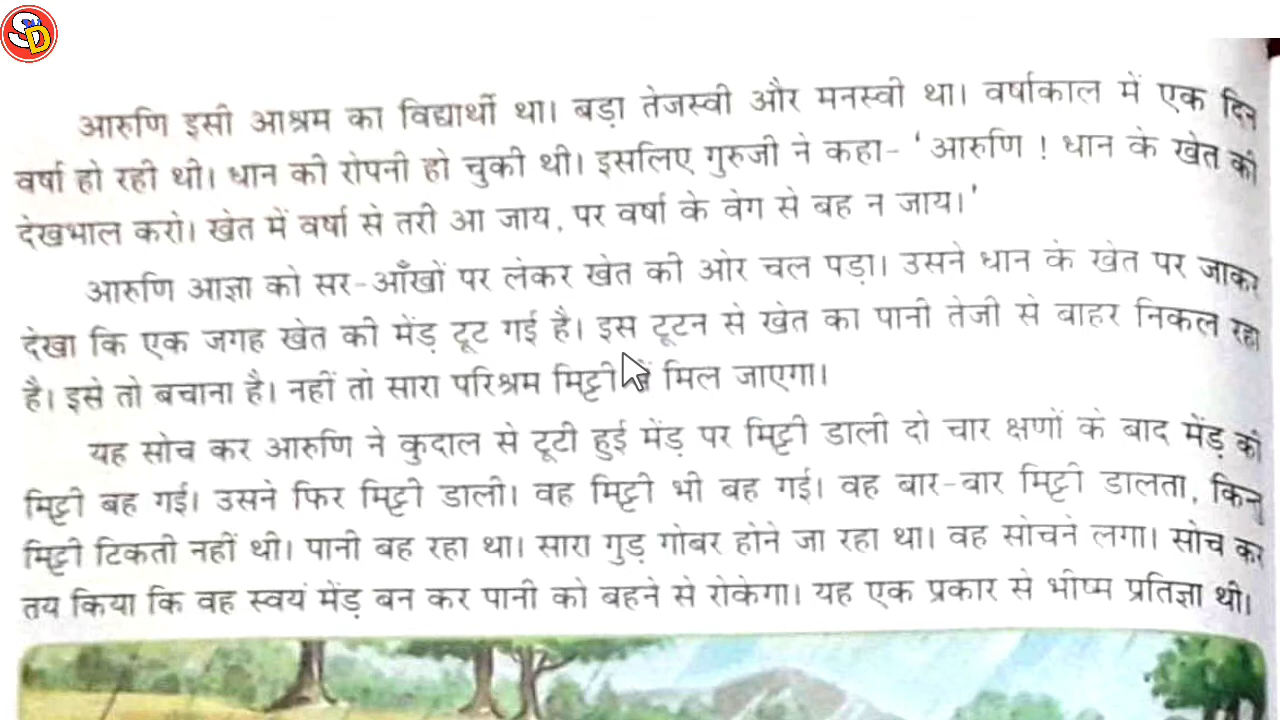 SD
आरुणि इसी आश्रम का विद्यार्थी था। बड़ा तेजस्वी और मनस्वी था। वर्षाकाल में एक दिन
वर्षा हो रही थी। धान की रोपनी हो चुकी थी। इसलिए गुरुजी ने कहा- ' आरुणि ! धान के खेत की
देखभाल करो। खेत में वर्षा से तरी आ जाय, पर वर्षा के वेग से बह न जाय।'
आरुणि आज्ञा को सर-आँखों पर लेकर खेत की ओर चल पड़ा। उसने धान के खेत पर जाकर
देखा कि एक जगह खेत की मेंड़ टूट गई है। इस टूटन से खेत का पानी तेजी से बाहर निकल रहा
है। इसे तो बचाना है। नहीं तो सारा परिश्रम मिट्टी मिल जाएगा।
यह सोच कर आरुणि ने कुदाल से टूटी हुई मेंड़ पर मिट्टी डाली दो चार क्षणों के बाद मेंड़ की
मिट्टी बह गई। उसने फिर मिट्टी डाली। वह मिट्टी भी बह गई। वह बार-बार मिट्टी डालता, किन्तु
मिट्टी टिकती नहीं थी। पानी बह रहा था। सारा गुड़ गोबर होने जा रहा था। वह सोचने लगा। सोच कर
तय किया कि वह स्वयं मेंड़ बन कर पानी को बहने से रोकेगा। यह एक प्रकार से भीष्म प्रतिज्ञा थी।